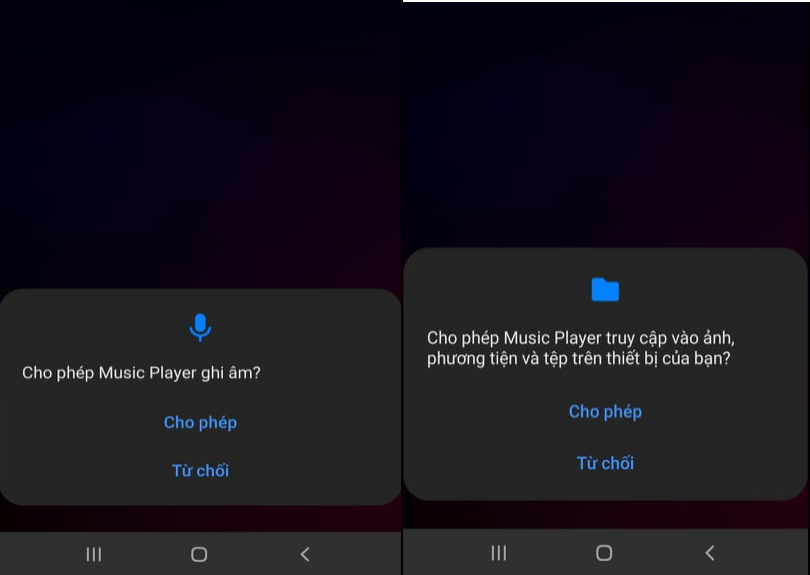 Cho phép Music Player ghi âm?
Cho phép
Từ chối
Cho phép Music Player truy cập vào ảnh,
phương tiện và tệp trên thiết bị của bạn?
Cho phép
Từ chối